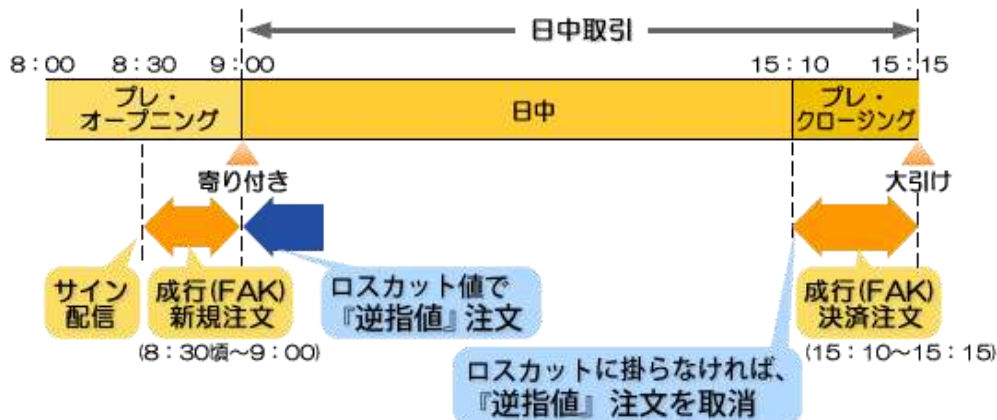 日中取引
8：00 8：30 9：00 15：10 15：15
プレ・
オープニング
日中
プレ・
クロージング
寄り付き
大引け
サイン
配信
成行(FAK)
新規注文
(8：30頃～9：00)
ロスカット値で
『逆指値』注文
ロスカットに掛らなければ、
『逆指値』注文を取消
成行(FAK)
決済注文
(15：10～15：15)